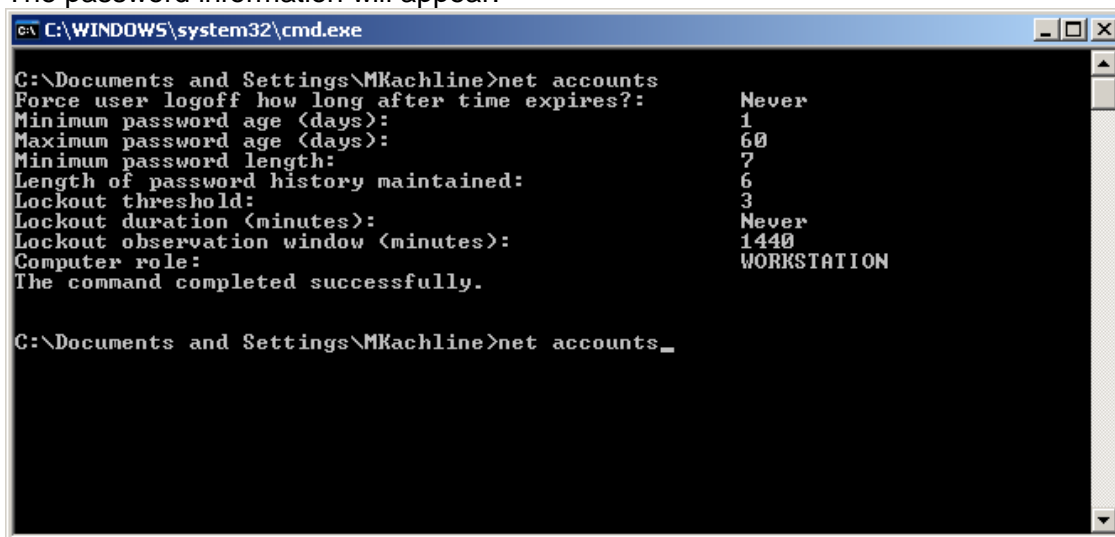 The password information will appear.
C:\WINDOWS\system32\cmd.exe
C:\Documents and Settings\MKachline>net accounts
Force user logoff how long after time expires?: Never
Minimum password age (days): 1
Maximum password age (days): 60
Minimum password length: 7
Length of password history maintained: 6
Lockout threshold: 3
Lockout duration (minutes): Never
Lockout observation window (minutes): 1440
Computer role: WORKSTATION
The command completed successfully.
C:\Documents and Settings\MKachline>net accounts_